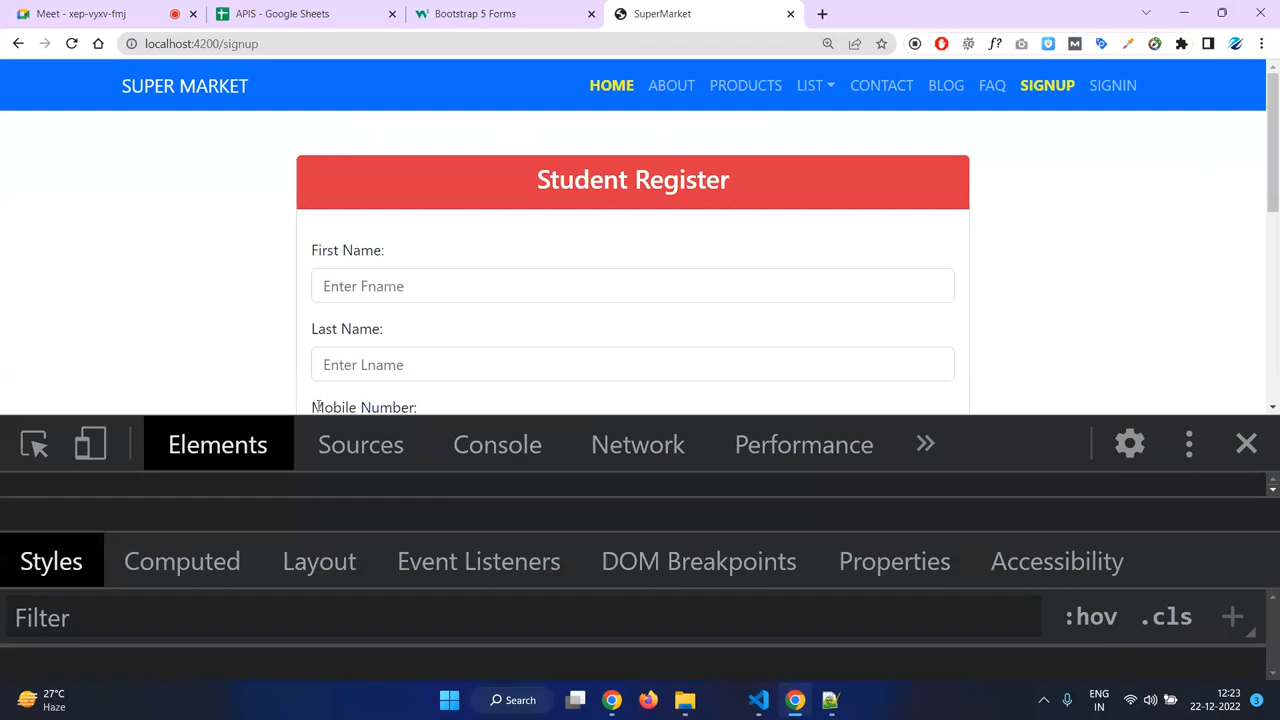 Meet - xep-vyxv-fmj
APIS - Google Sheets
Bootstrap 5 Forms
SuperMarket
localhost:4200/signup
SUPER MARKET
HOME ABOUT PRODUCTS LIST CONTACT BLOG FAQ SIGNUP SIGNIN
Student Register
First Name:
Enter Fname
Last Name:
Enter Lname
Mobile Number:
Elements Sources Console Network Performance
Styles Computed Layout Event Listeners DOM Breakpoints Properties Accessibility
Filter
:hov .cls
27°C
Haze
Search
ENG
IN
12:23
22-12-2022
3